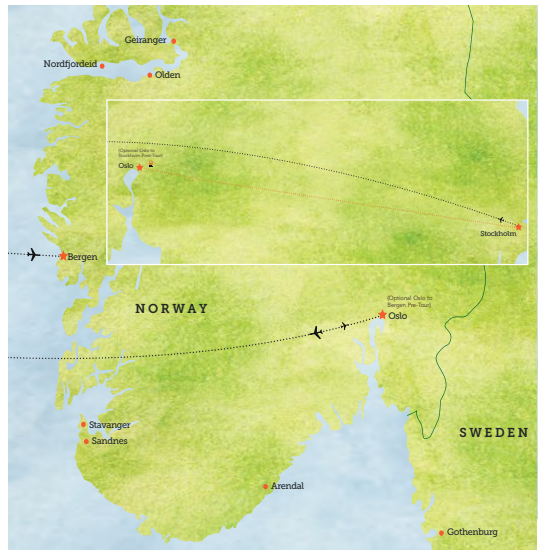 Geiranger
Nordfjordeid
Olden
(Optional Oslo to
Stockholm Pre-Tour)
Oslo
Stockholm
Bergen
(Optional Oslo to
Bergen Pre-Tour)
NORWAY
Oslo
Stavanger
SWEDEN
Sandnes
Arendal
Gothenburg